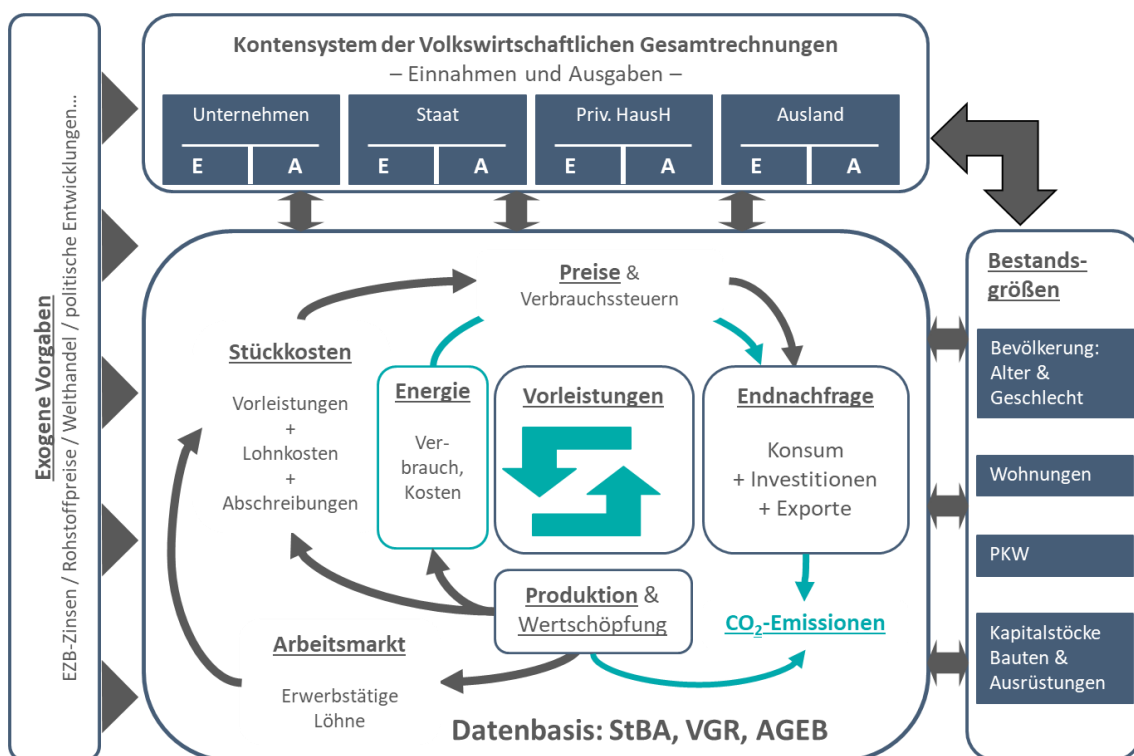 Exogene Vorgaben
EZB-Zinsen / Rohstoffpreise / Welthandel / politische Entwicklungen...
Kontensystem der Volkswirtschaftlichen Gesamtrechnungen
– Einnahmen und Ausgaben –
Unternehmen
E A
Staat
E A
Priv. HausH
E A
Ausland
E A
Preise &
Verbrauchssteuern
Stückkosten
Vorleistungen
+
Lohnkosten
+
Abschreibungen
Energie
Ver-
brauch,
Kosten
Vorleistungen
Endnachfrage
Konsum
+ Investitionen
+ Exporte
Produktion &
Wertschöpfung
CO2-Emissionen
Arbeitsmarkt
Erwerbstätige
Löhne
Datenbasis: StBA, VGR, AGEB
Bestands-
größen
Bevölkerung:
Alter &
Geschlecht
Wohnungen
PKW
Kapitalstöcke
Bauten &
Ausrüstungen